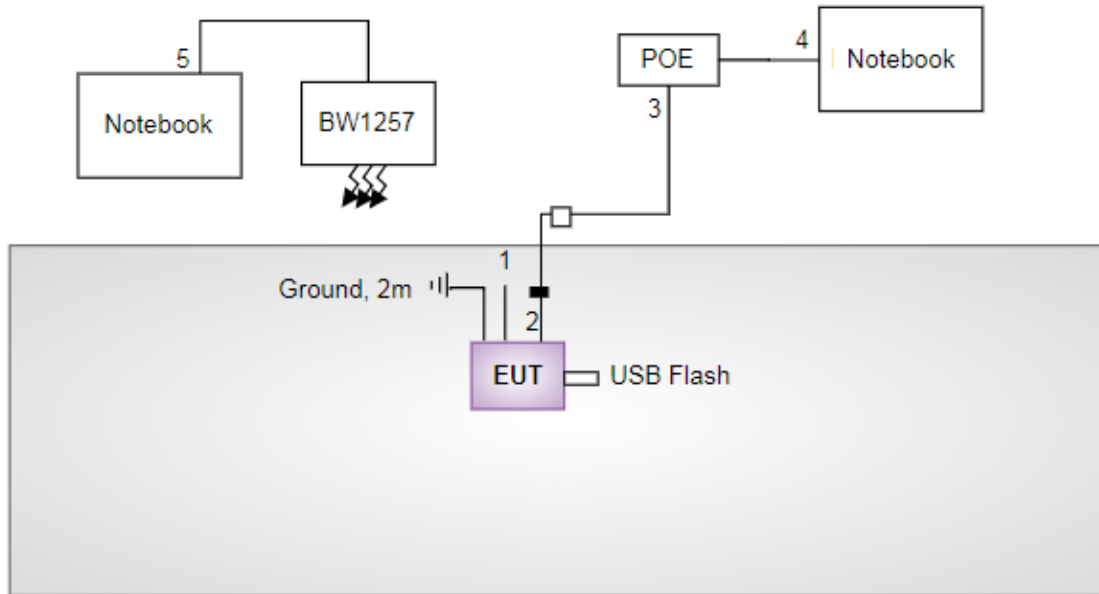 5
Notebook
BW1257
POE
4
Notebook
3
1
Ground, 2m
2
EUT
USB Flash